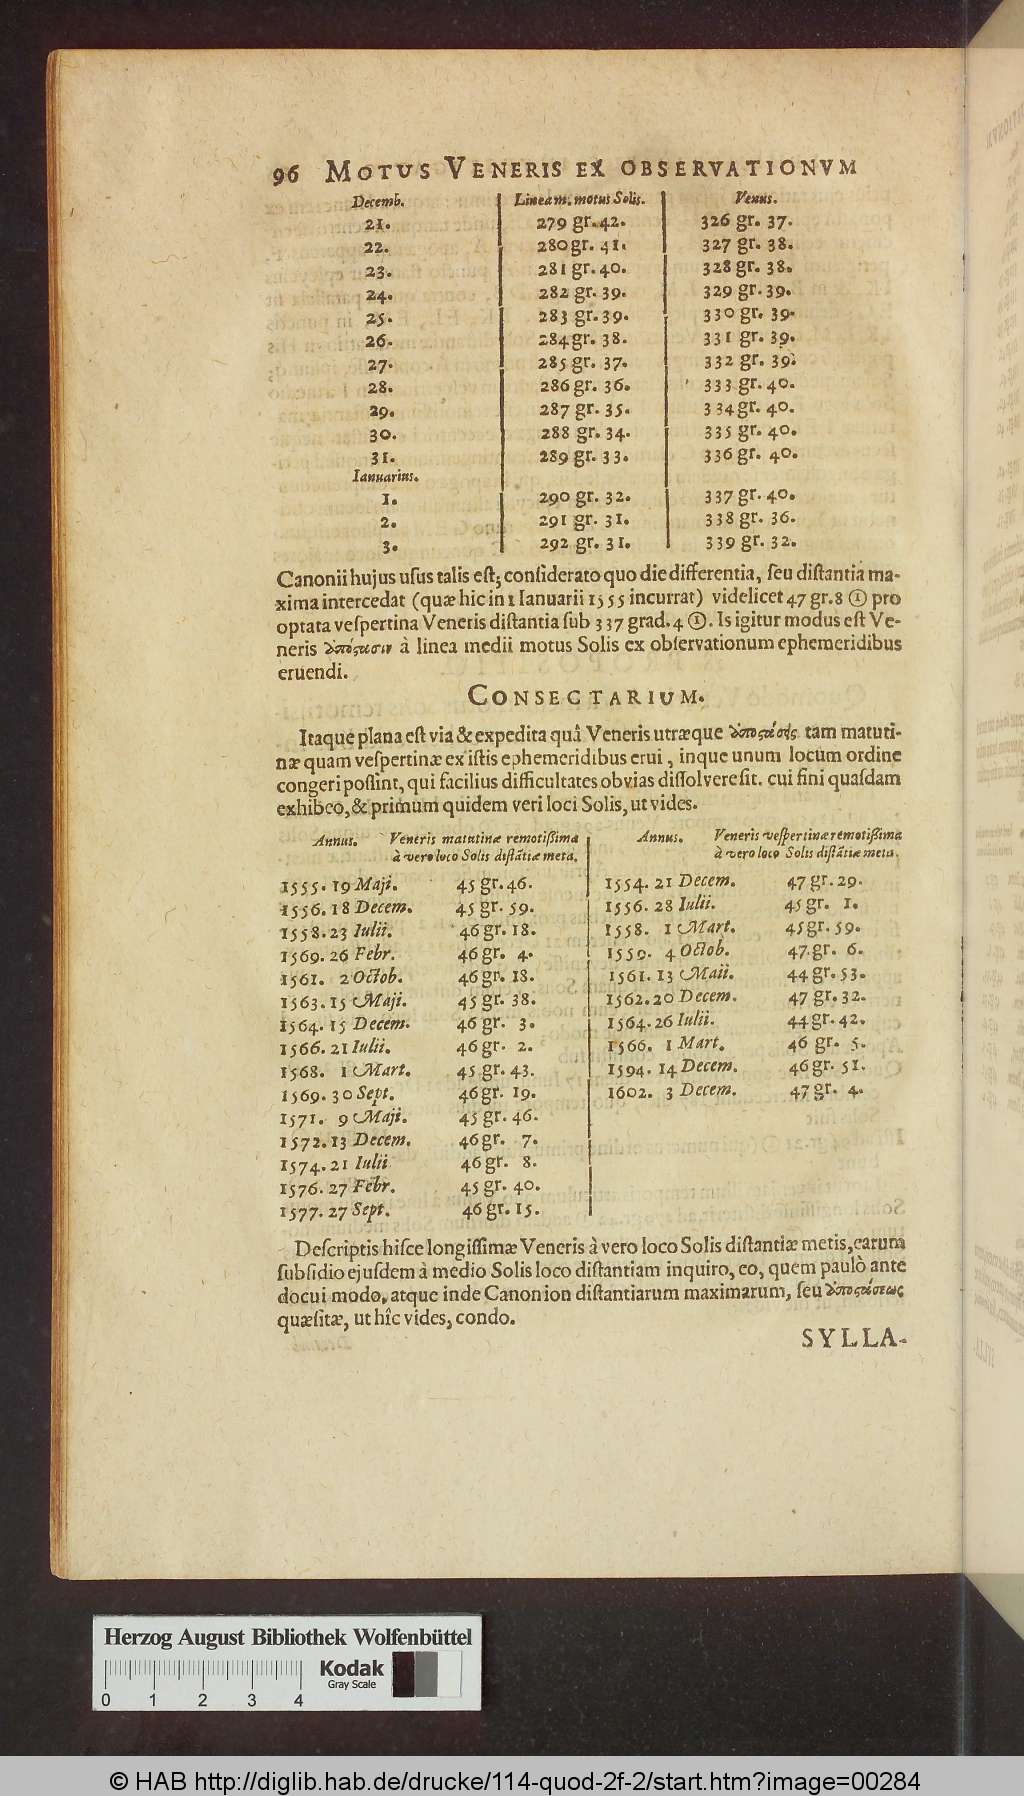 96 MOTUS VENERIS EX OBSERVATIONVM
Decemb. Linea m. motus Solis. Venus.
21. 279 gr. 42. 326 gr. 37.
22. 280 gr. 41. 327 gr. 38.
23. 281 gr. 40. 328 gr. 38.
24. 282 gr. 39. 329 gr. 39.
25. 283 gr. 39. 330 gr. 39.
26. 284 gr. 38. 331 gr. 39.
27. 285 gr. 37. 332 gr. 39.
28. 286 gr. 36. 333 gr. 40.
29. 287 gr. 35. 334 gr. 40.
30. 288 gr. 34. 335 gr. 40.
31. 289 gr. 33. 336 gr. 40.
Ianuarius.
1. 290 gr. 32. 337 gr. 40.
2. 291 gr. 31. 338 gr. 36.
3. 292 gr. 31. 339 gr. 32.
Canonii hujus uſus talis eſt; conſiderato quo die differentia, ſeu diſtantia ma-
xima intercedat (quæ hic in 1 Ianuarii 1555 incurrat) videlicet 47 gr. 8 ① pro
optata veſpertina Veneris diſtantia ſub 337 grad. 4 ①. Is igitur modus eſt Ve-
neris à linea medii motus Solis ex obſervationum ephemeridibus
eruendi.
CONSECTARIUM.
Itaque plana eſt via & expedita quâ Veneris utræque tam matuti-
næ quam veſpertinæ ex iſtis ephemeridibus erui, inque unum locum ordine
congeri poſſint, qui facilius difficultates obvias diſſolvere ſit. cui fini quaſdam
exhibeo, & primum quidem veri loci Solis, ut vides.
Annus. Veneris matutinæ remotißima
à vero loco Solis diſtātiæ meta.
1555. 19 Maji. 45 gr. 46.
1556. 18 Decem. 45 gr. 59.
1558. 23 Iulii. 46 gr. 18.
1569. 26 Febr. 46 gr. 4.
1561. 2 Octob. 46 gr. 18.
1563. 15 Maji. 45 gr. 38.
1564. 15 Decem. 46 gr. 3.
1566. 21 Iulii. 46 gr. 2.
1568. 1 Mart. 45 gr. 43.
1569. 30 Sept. 46 gr. 19.
1571. 9 Maji. 45 gr. 46.
1572. 13 Decem. 46 gr. 7.
1574. 21 Iulii 46 gr. 8.
1576. 27 Febr. 45 gr. 40.
1577. 27 Sept. 46 gr. 15.
Annus. Veneris veſpertinæ remotißima
à vero loco Solis diſtātiæ meta.
1554. 21 Decem. 47 gr. 29.
1556. 28 Iulii. 45 gr. 1.
1558. 1 Mart. 45 gr. 59.
1559. 4 Octob. 47 gr. 6.
1561. 13 Maii. 44 gr. 53.
1562. 20 Decem. 47 gr. 32.
1564. 26 Iulii. 44 gr. 42.
1566. 1 Mart. 46 gr. 5.
1594. 14 Decem. 46 gr. 51.
1602. 3 Decem. 47 gr. 4.
Deſcriptis hiſce longiſſimæ Veneris à vero loco Solis diſtantiæ metis, earum
ſubſidio ejuſdem à medio Solis loco diſtantiam inquiro, eo, quem paulò ante
docui modo, atque inde Canonion diſtantiarum maximarum, ſeu
quæſitæ, ut hîc vides, condo.
SYLLA-
Herzog August Bibliothek Wolfenbüttel
Kodak
Gray Scale
0 1 2 3 4
© HAB http://diglib.hab.de/drucke/114-quod-2f-2/start.htm?image=00284